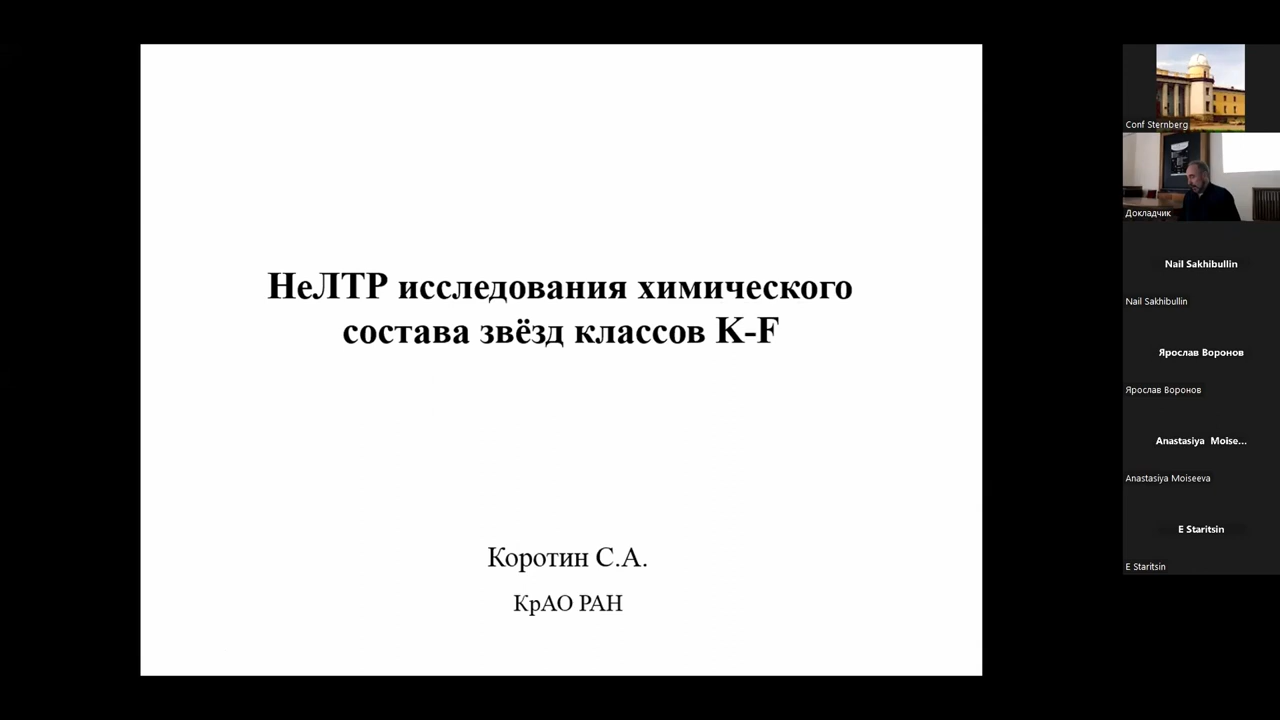 НеЛТР исследования химического
состава звёзд классов K-F
Коротин С.А.
КрАО РАН
Conf Sternberg
Докладчик
Nail Sakhibullin
Nail Sakhibullin
Ярослав Воронов
Ярослав Воронов
Anastasiya Moise...
Anastasiya Moiseeva
E Staritsin
E Staritsin